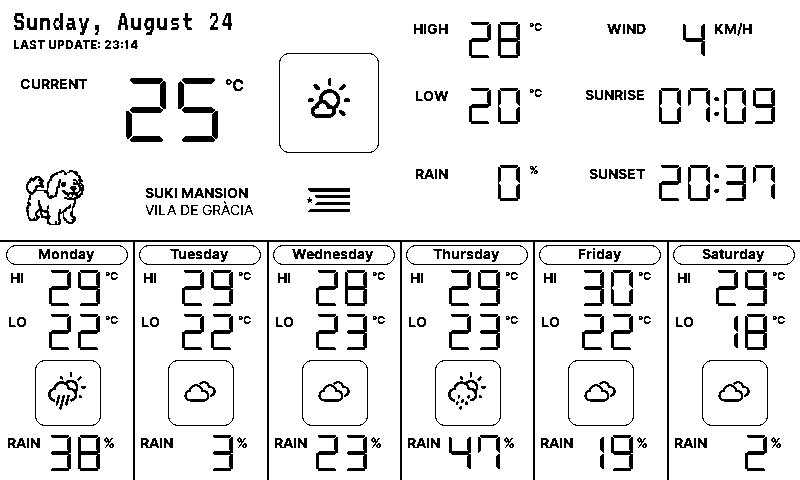 Sunday, August 24
LAST UPDATE: 23:14
CURRENT 25 °C
HIGH 28 °C
LOW 20 °C
RAIN 0 %
WIND 4 KM/H
SUNRISE 07:09
SUNSET 20:37
SUKI MANSION
VILA DE GRÀCIA
Monday
HI 29 °C
LO 22 °C
RAIN 38 %
Tuesday
HI 29 °C
LO 22 °C
RAIN 3 %
Wednesday
HI 28 °C
LO 23 °C
RAIN 23 %
Thursday
HI 29 °C
LO 23 °C
RAIN 47 %
Friday
HI 30 °C
LO 22 °C
RAIN 19 %
Saturday
HI 29 °C
LO 18 °C
RAIN 2 %